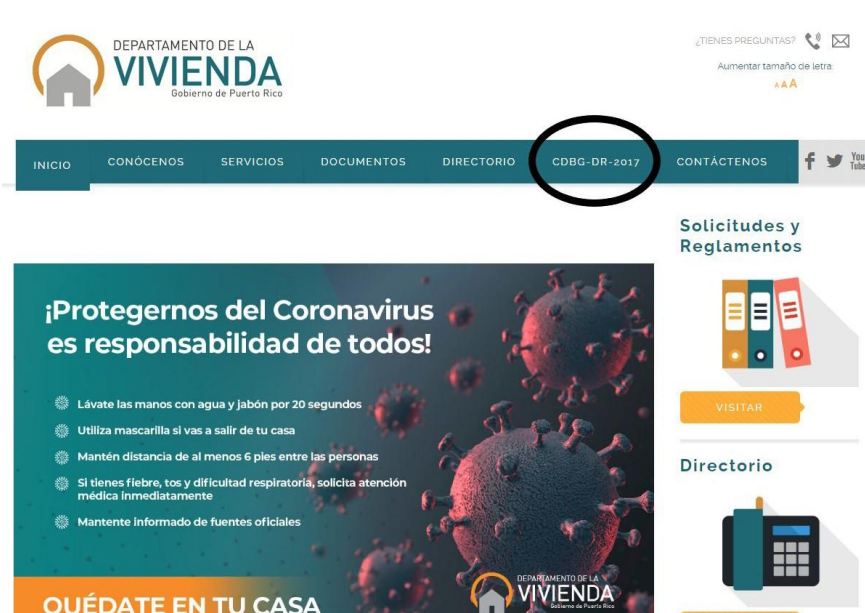 DEPARTAMENTO DE LA
VIVIENDA
Gobierno de Puerto Rico
¿TIENES PREGUNTAS?
Aumentar tamaño de letra:
A A A
INICIO
CONÓCENOS
SERVICIOS
DOCUMENTOS
DIRECTORIO
CDBG-DR-2017
CONTÁCTENOS
f
You
Tube
Solicitudes y
Reglamentos
VISITAR
Directorio
¡Protegernos del Coronavirus
es responsabilidad de todos!
Lávate las manos con agua y jabón por 20 segundos
Utiliza mascarilla si vas a salir de tu casa
Mantén distancia de al menos 6 pies entre las personas
Si tienes fiebre, tos y dificultad respiratoria, solicita atención
médica inmediatamente
Mantente informado de fuentes oficiales
QUÉDATE EN TU CASA
DEPARTAMENTO DE LA
VIVIENDA
Gobierno de Puerto Rico